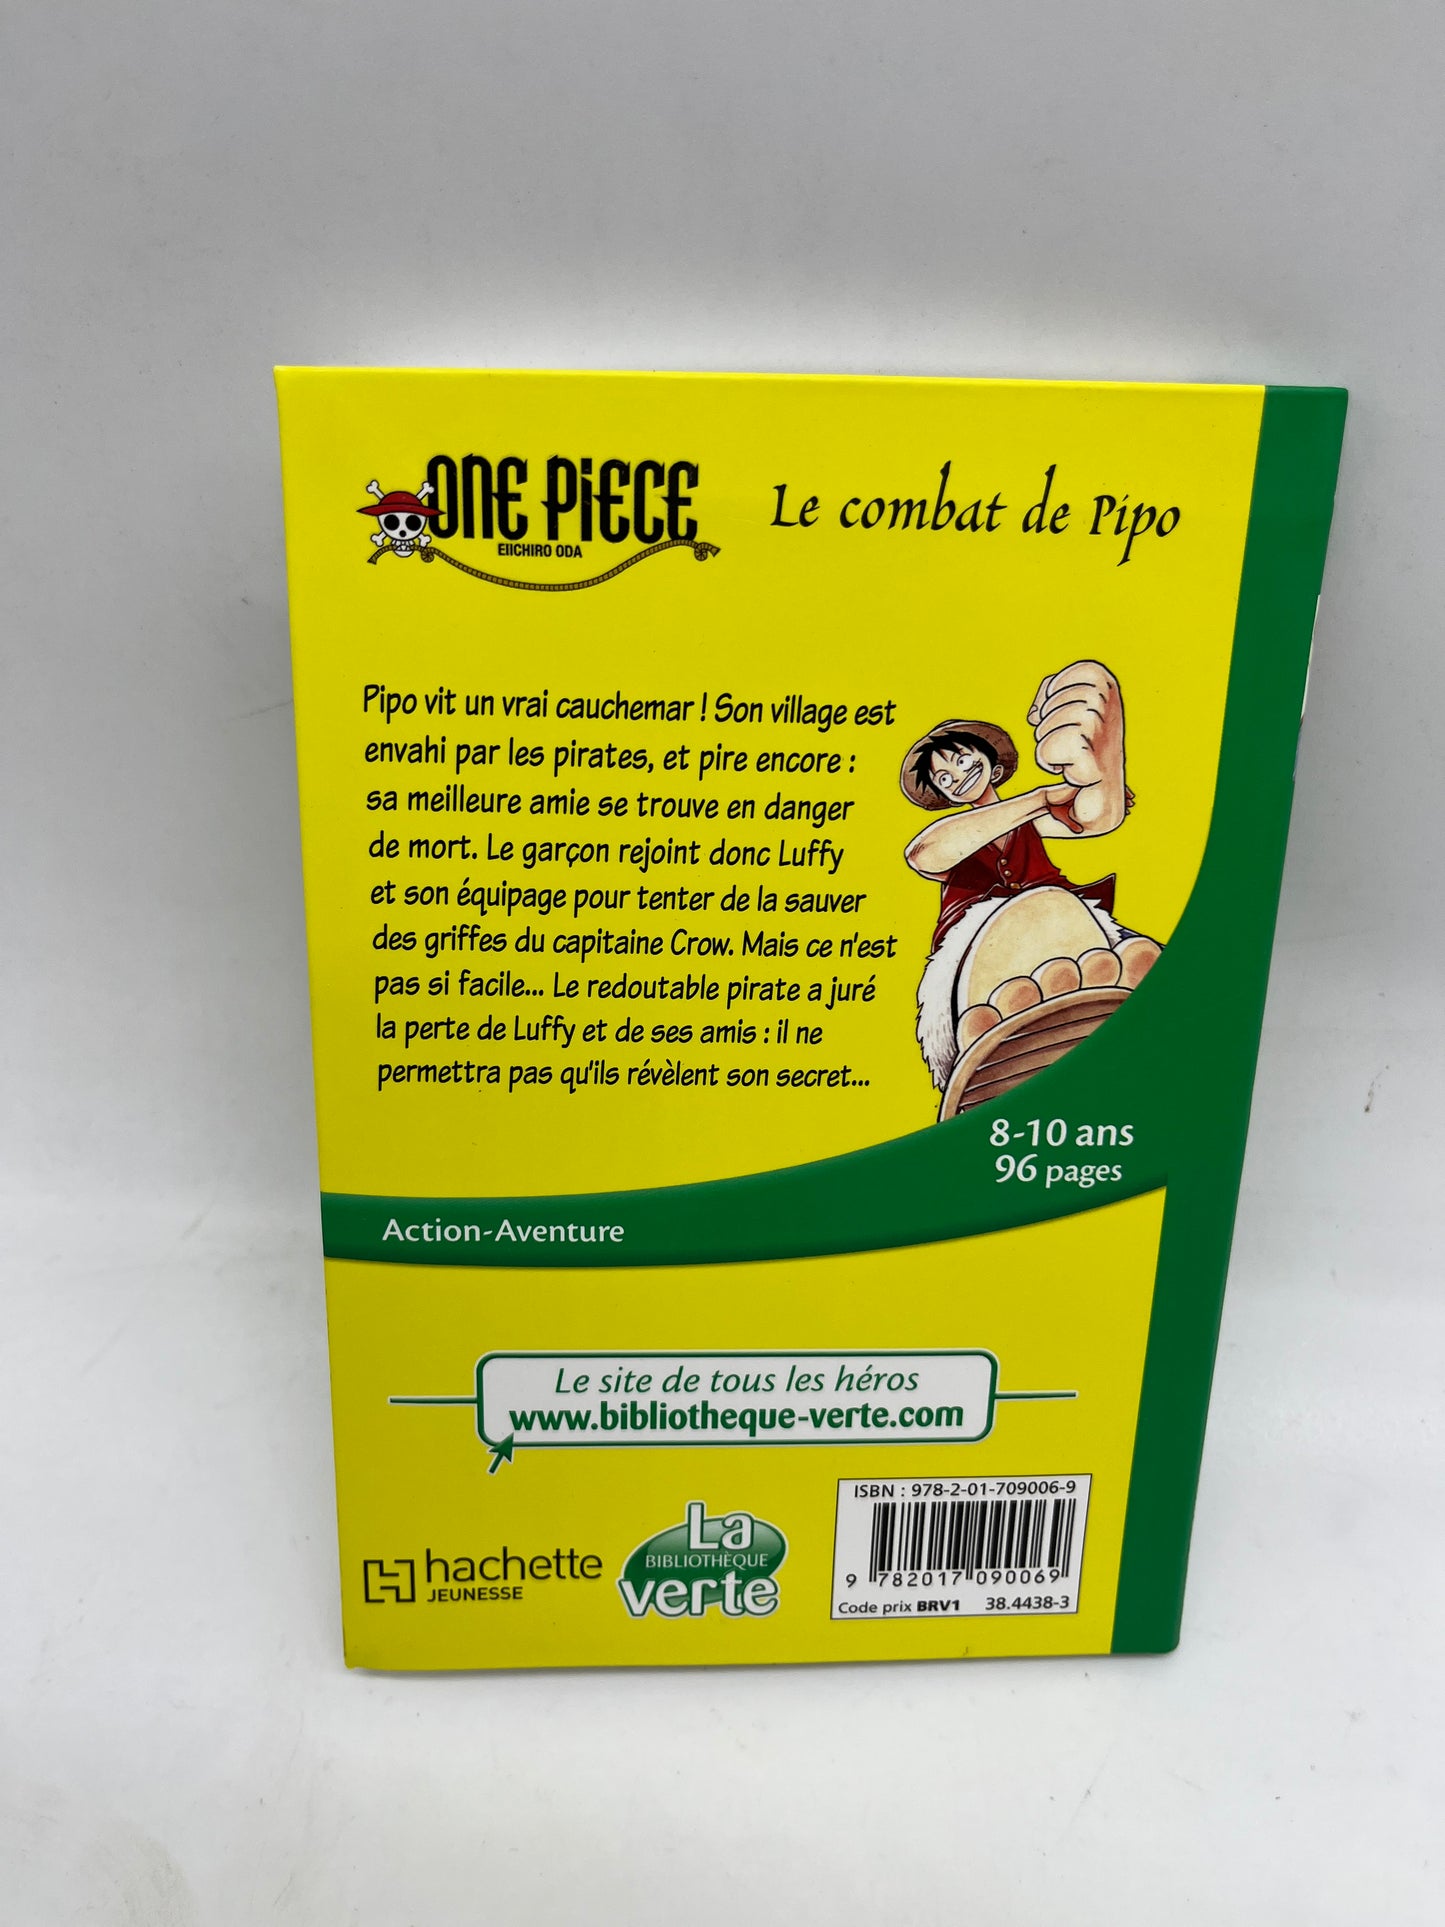 ONE PIECE
EIICHIRO ODA
Le combat de Pipo
Pipo vit un vrai cauchemar ! Son village est
envahi par les pirates, et pire encore :
sa meilleure amie se trouve en danger
de mort. Le garçon rejoint donc Luffy
et son équipage pour tenter de la sauver
des griffes du capitaine Crow. Mais ce n'est
pas si facile... Le redoutable pirate a juré
la perte de Luffy et de ses amis : il ne
permettra pas qu'ils révèlent son secret...
8-10 ans
96 pages
Action-Aventure
Le site de tous les héros
www.bibliotheque-verte.com
hachette
JEUNESSE
La
BIBLIOTHÈQUE
verte
ISBN : 978-2-01-709006-9
9 782017 090069
Code prix BRV1 38.4438-3